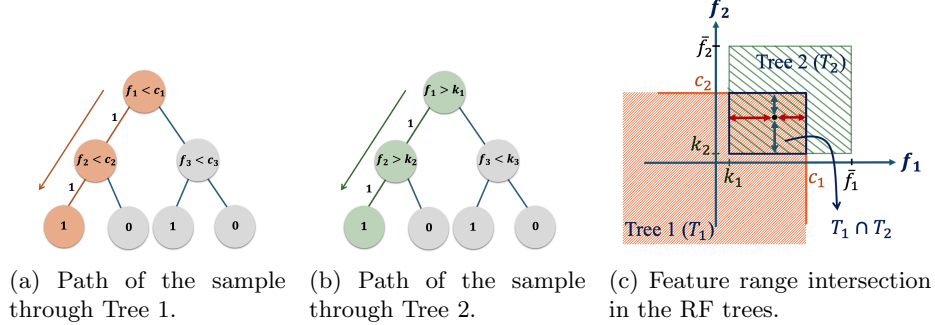 f₁ < c₁
1
f₂ < c₂
f₃ < c₃
1
1
0
1
0
(a) Path of the sample
through Tree 1.
f₁ > k₁
1
f₂ > k₂
f₃ < k₃
1
1
0
1
0
(b) Path of the sample
through Tree 2.
f₂
f̄₂
Tree 2 (T₂)
c₂
k₂
f₁
k₁
c₁
f̄₁
Tree 1 (T₁)
T₁ ∩ T₂
(c) Feature range intersection
in the RF trees.